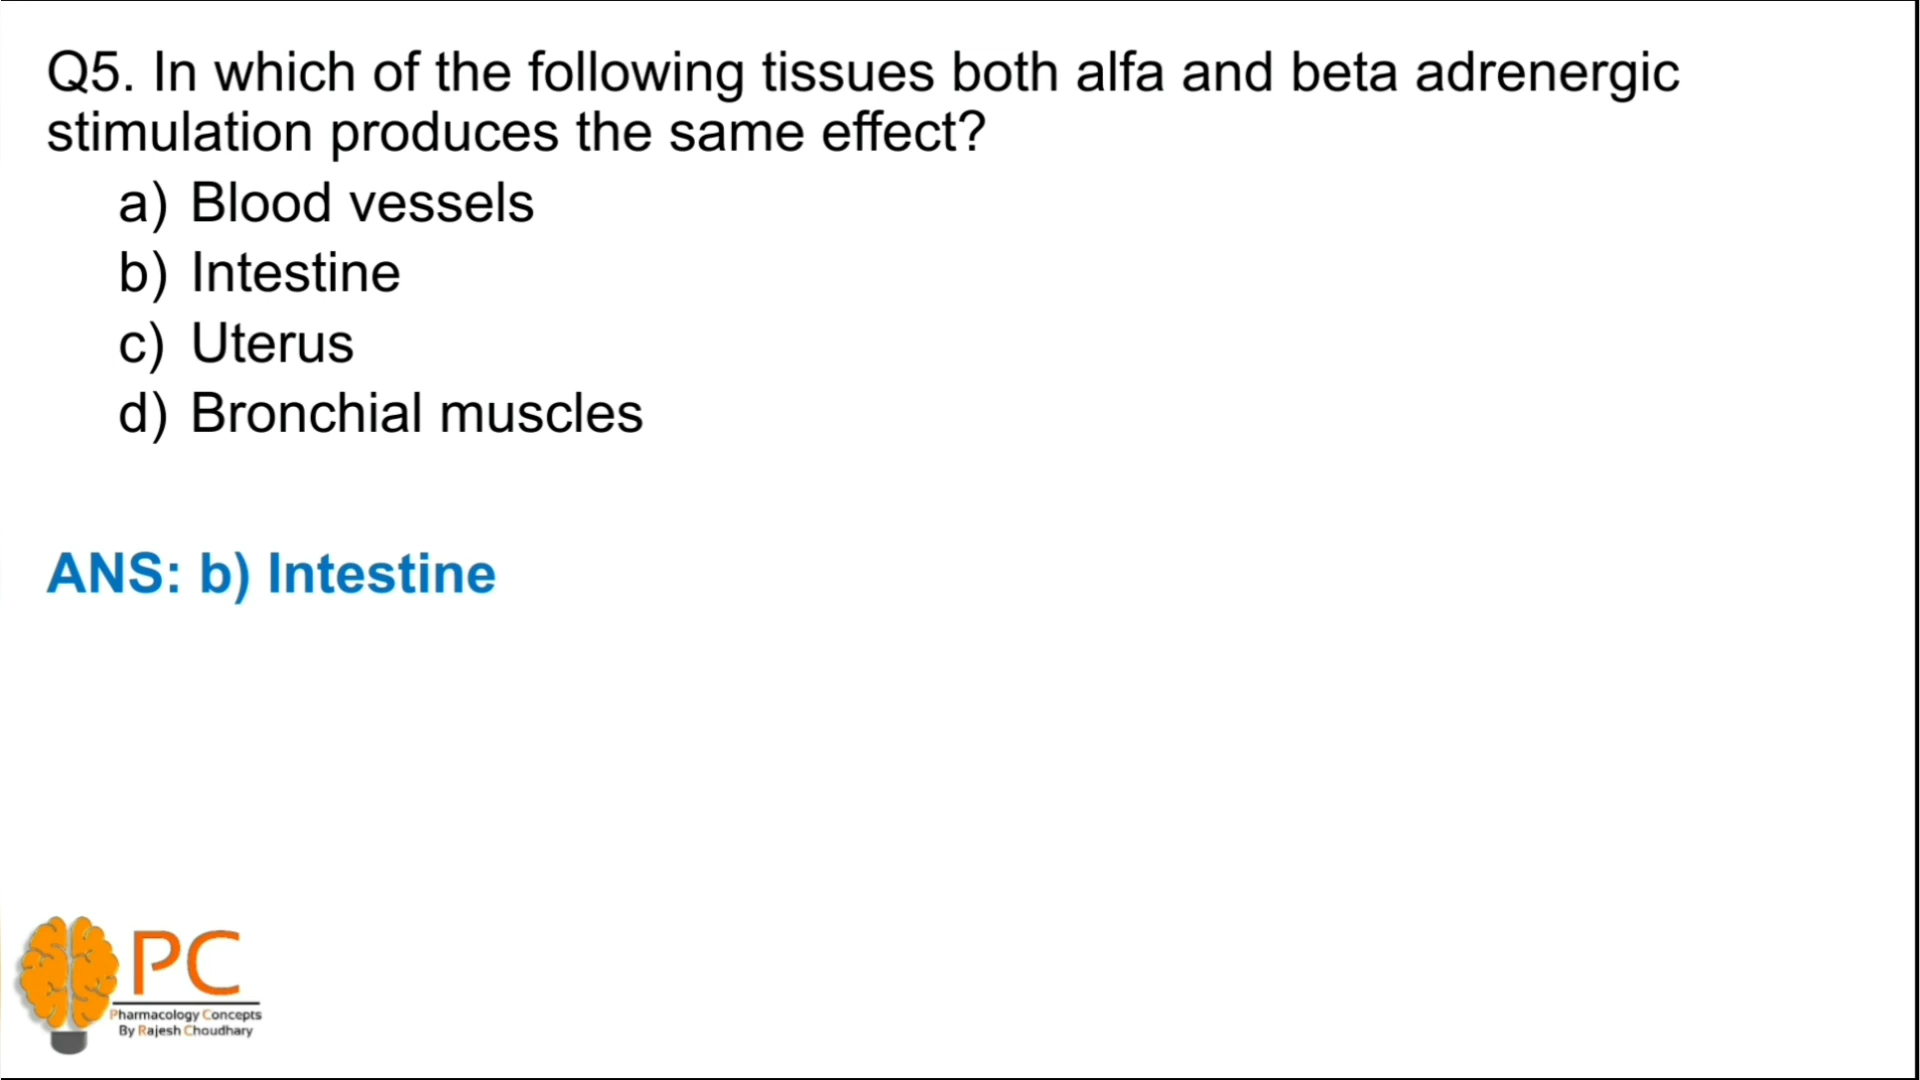 Q5. In which of the following tissues both alfa and beta adrenergic
stimulation produces the same effect?
a) Blood vessels
b) Intestine
c) Uterus
d) Bronchial muscles
ANS: b) Intestine
PC
Pharmacology Concepts
By Rajesh Choudhary